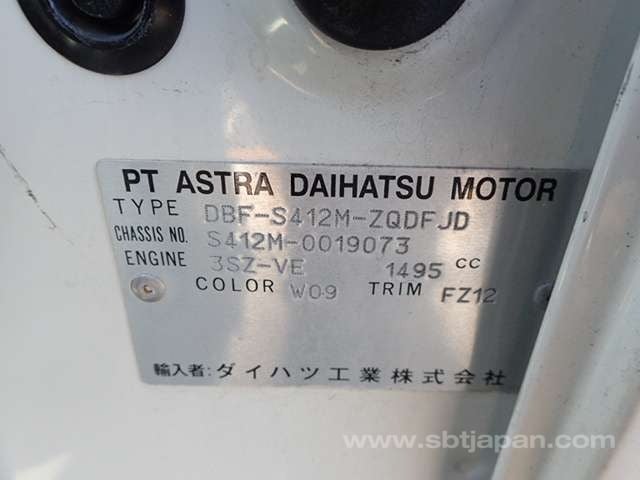 PT ASTRA DAIHATSU MOTOR
TYPE DBF-S412M-ZQDFJD
CHASSIS NO. S412M-0019073
ENGINE 3SZ-VE 1495 CC
COLOR W09 TRIM FZ12
輸入者:ダイハツ工業株式会社
www.sbtjapan.com